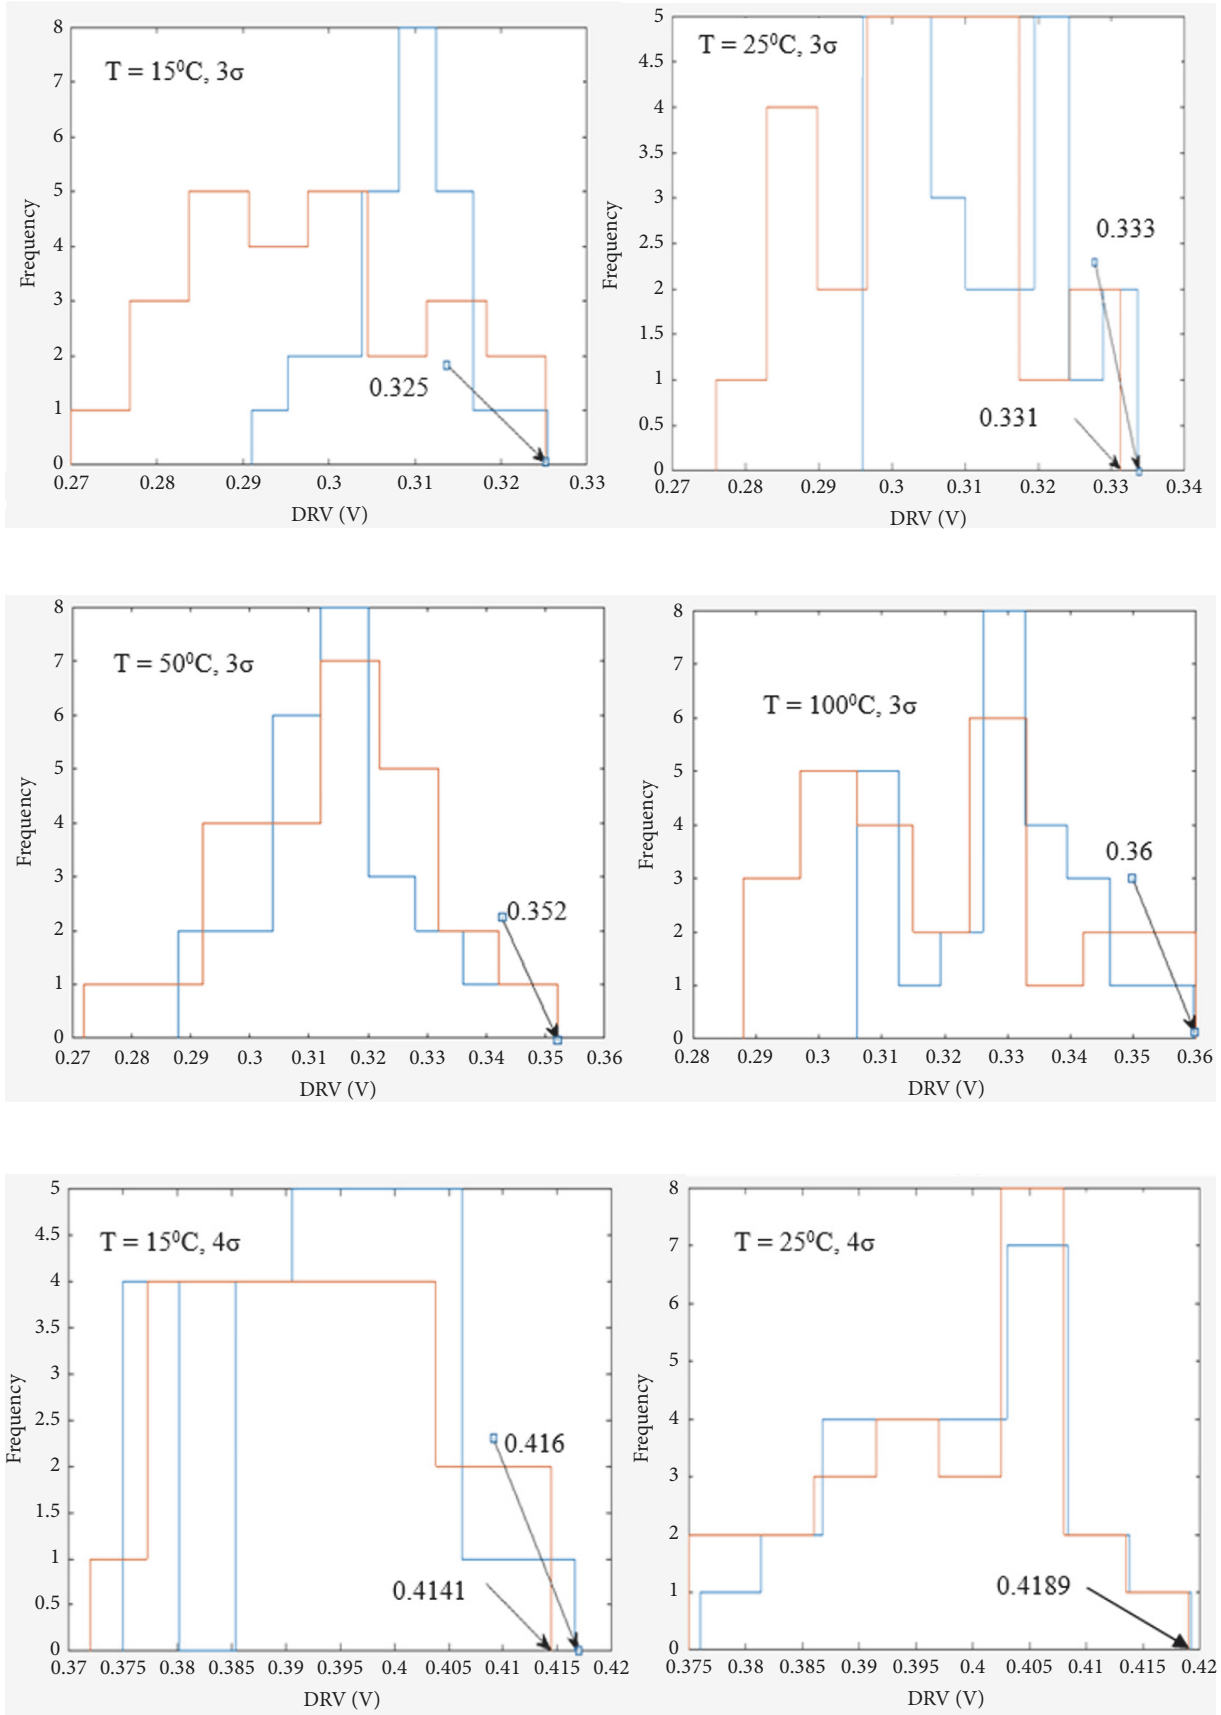 8
7
6
5
4
3
2
1
0
Frequency
T = 15⁰C, 3σ
0.325
0.27 0.28 0.29 0.3 0.31 0.32 0.33
DRV (V)
5
4.5
4
3.5
3
2.5
2
1.5
1
0.5
0
Frequency
T = 25⁰C, 3σ
0.333
0.331
0.27 0.28 0.29 0.3 0.31 0.32 0.33 0.34
DRV (V)
8
7
6
5
4
3
2
1
0
Frequency
T = 50⁰C, 3σ
0.352
0.27 0.28 0.29 0.3 0.31 0.32 0.33 0.34 0.35 0.36
DRV (V)
8
7
6
5
4
3
2
1
0
Frequency
T = 100⁰C, 3σ
0.36
0.28 0.29 0.3 0.31 0.32 0.33 0.34 0.35 0.36
DRV (V)
5
4.5
4
3.5
3
2.5
2
1.5
1
0.5
0
Frequency
T = 15⁰C, 4σ
0.416
0.4141
0.37 0.375 0.38 0.385 0.39 0.395 0.4 0.405 0.41 0.415 0.42
DRV (V)
8
7
6
5
4
3
2
1
0
Frequency
T = 25⁰C, 4σ
0.4189
0.375 0.38 0.385 0.39 0.395 0.4 0.405 0.41 0.415 0.42
DRV (V)